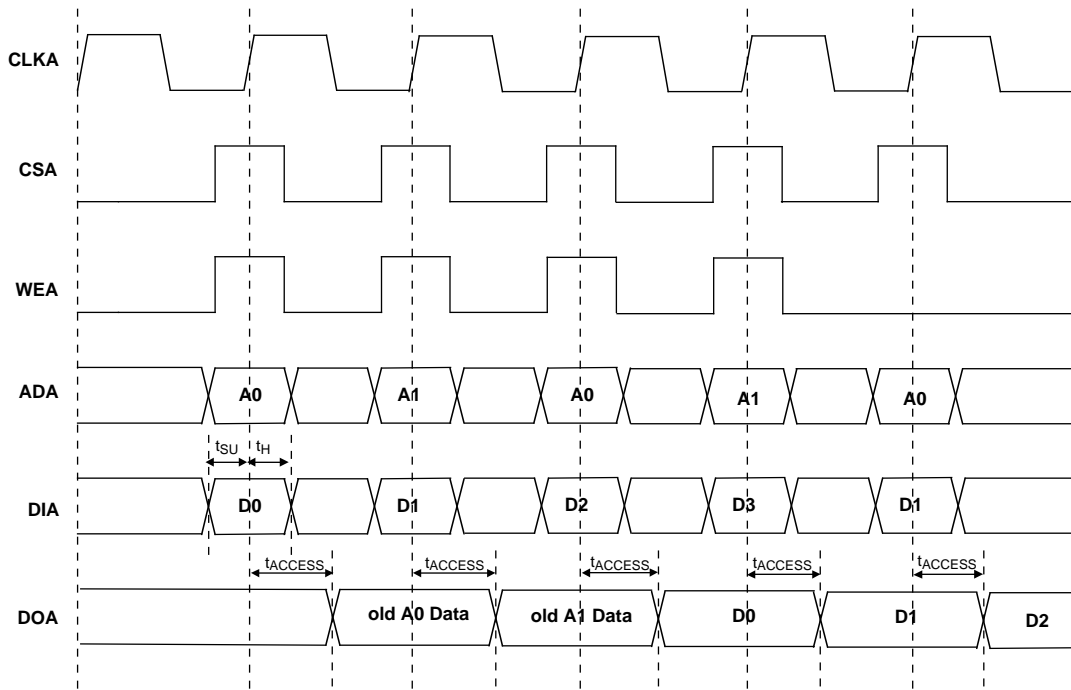 CLKA
CSA
WEA
ADA A0 A1 A0 A1 A0
tSU tH
DIA D0 D1 D2 D3 D1
tACCESS tACCESS tACCESS tACCESS tACCESS
DOA old A0 Data old A1 Data D0 D1 D2